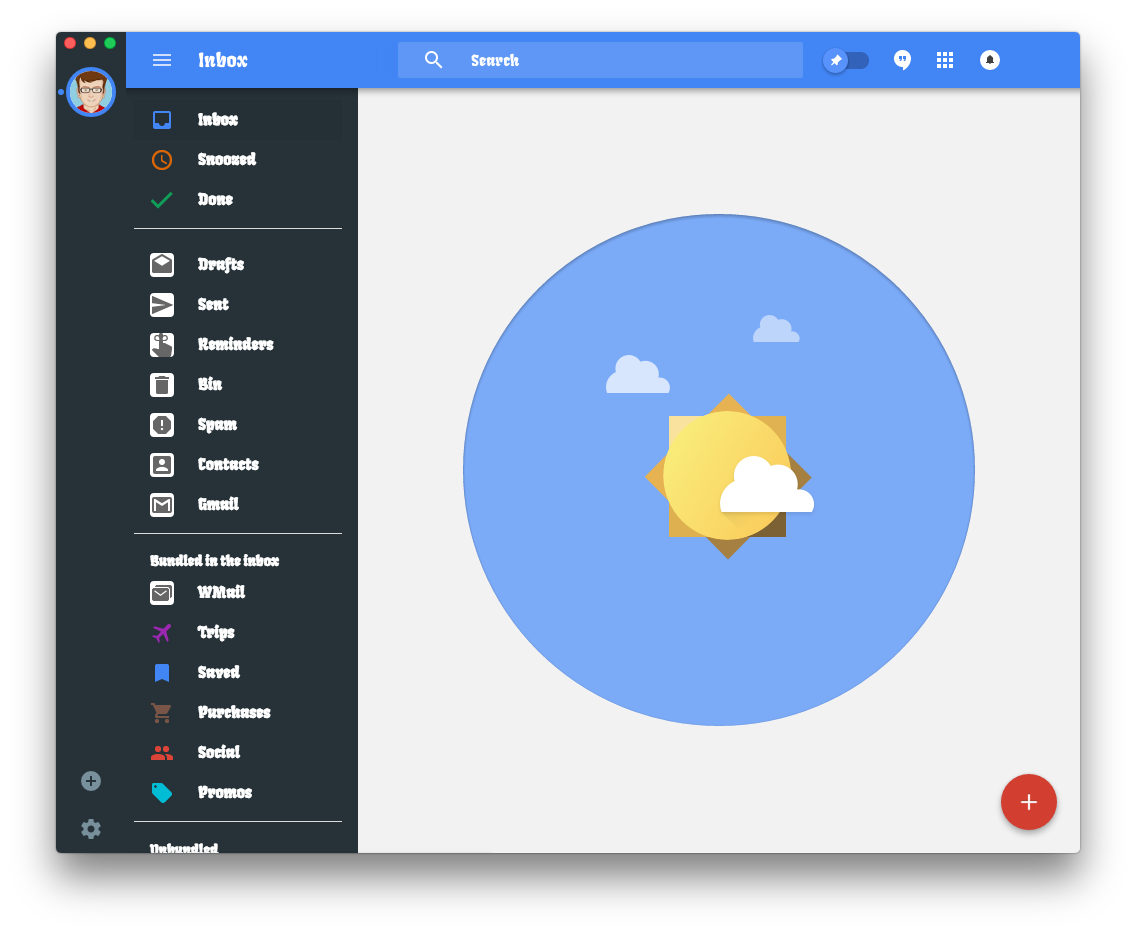 Inbox
Search
Inbox
Snoozed
Done
Drafts
Sent
Reminders
Bin
Spam
Contacts
Gmail
Bundled in the inbox
WMail
Trips
Saved
Purchases
Social
Promos
Unbundled